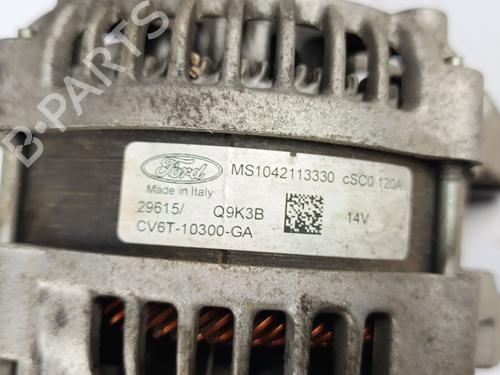 B-PARTS
Ford MS1042113330 cSC0 120A
Made in Italy
29615/ Q9K3B 14V
CV6T-10300-GA